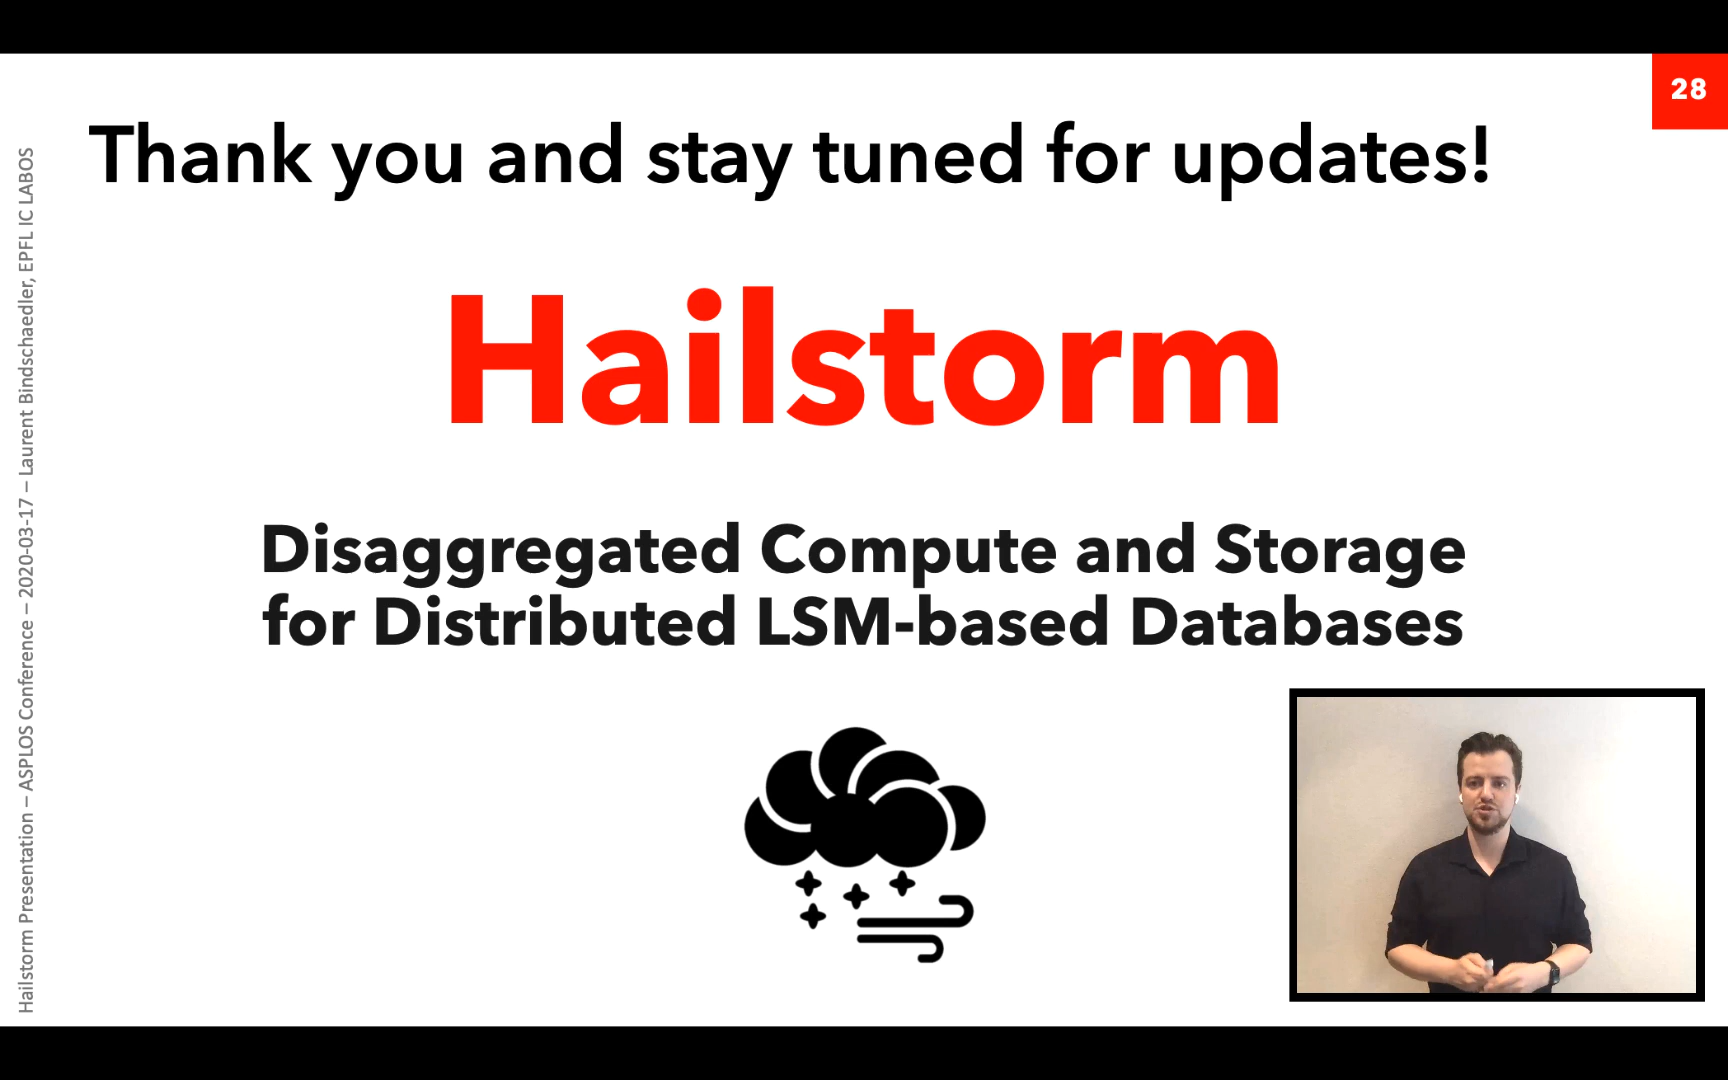 28
Thank you and stay tuned for updates!
Hailstorm
Disaggregated Compute and Storage
for Distributed LSM-based Databases
Hailstorm Presentation – ASPLOS Conference – 2020-03-17 – Laurent Bindschaedler, EPFL IC LABOS